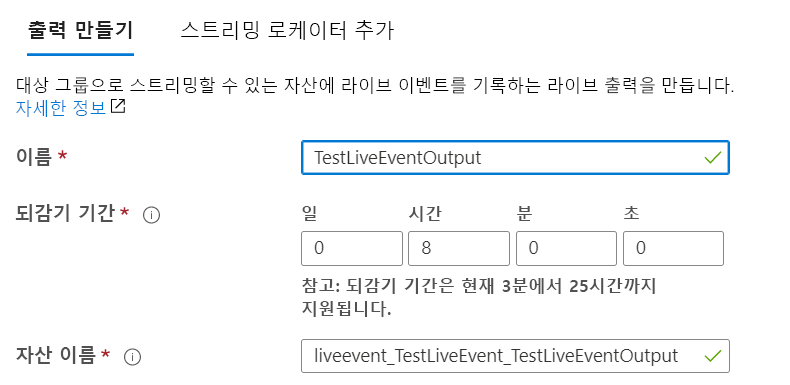 출력 만들기 스트리밍 로케이터 추가
대상 그룹으로 스트리밍할 수 있는 자산에 라이브 이벤트를 기록하는 라이브 출력을 만듭니다.
자세한 정보
이름 * TestLiveEventOutput
되감기 기간 * 일 시간 분 초
0 8 0 0
참고: 되감기 기간은 현재 3분에서 25시간까지
지원됩니다.
자산 이름 * liveevent_TestLiveEvent_TestLiveEventOutput